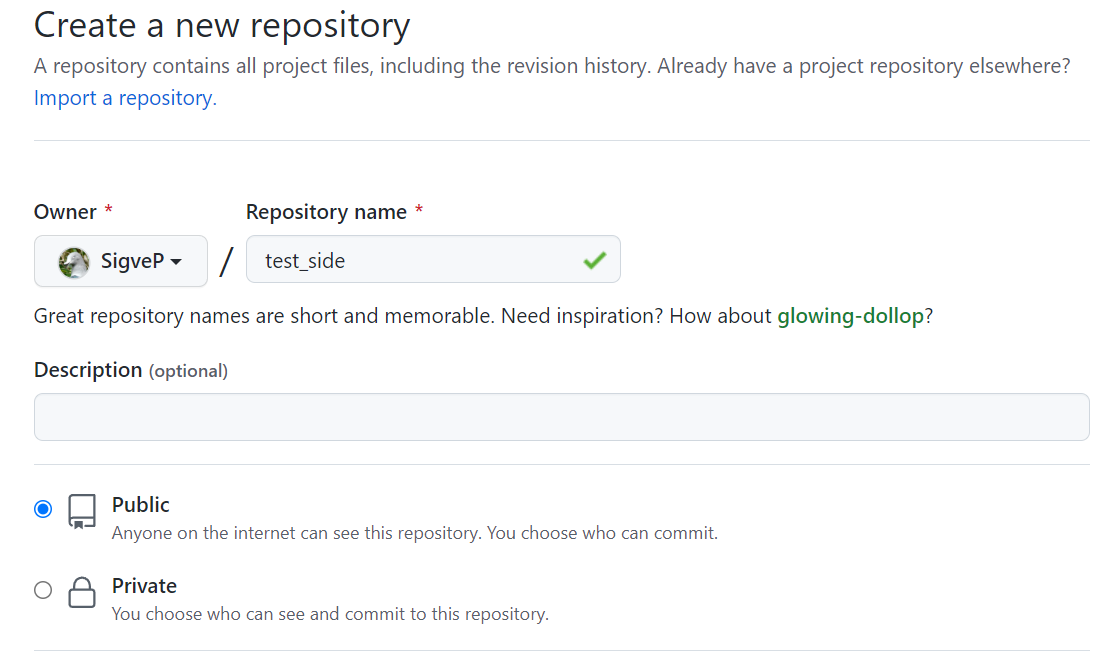 Create a new repository
A repository contains all project files, including the revision history. Already have a project repository elsewhere?
Import a repository.
Owner * Repository name *
SigveP / test_side
Great repository names are short and memorable. Need inspiration? How about glowing-dollop?
Description (optional)
Public
Anyone on the internet can see this repository. You choose who can commit.
Private
You choose who can see and commit to this repository.